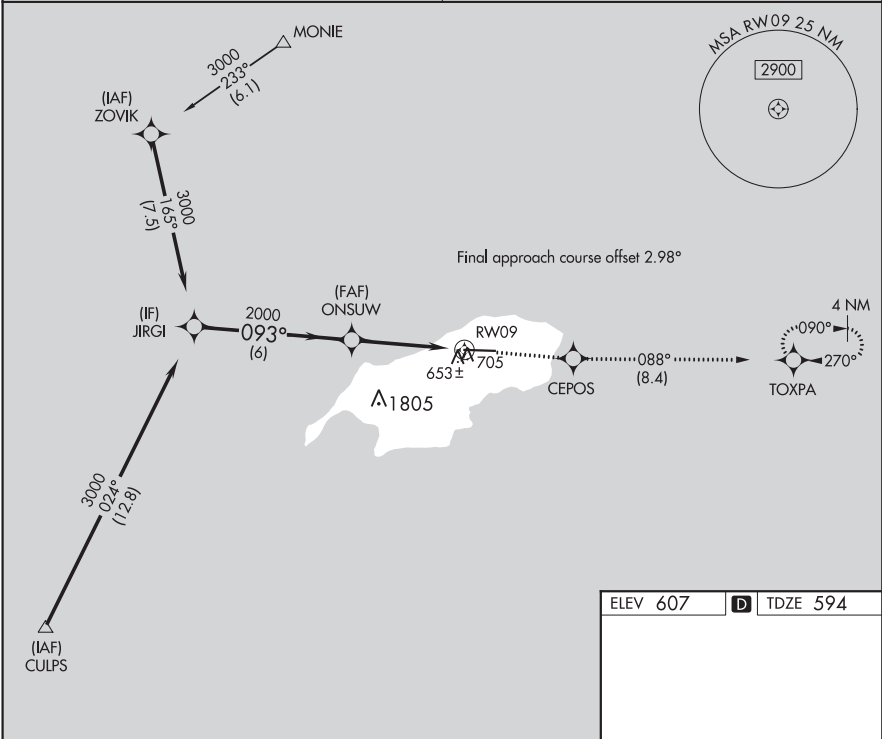 MONIE
3000
233°
(6.1)
(IAF)
ZOVIK
3000
165°
(7.5)
MSA RW09 25 NM
2900
Final approach course offset 2.98°
(IF)
JIRGI
2000
093°
(6)
(FAF)
ONSUW
RW09
705
653±
1805
CEPOS
088°
(8.4)
4 NM
090°
270°
TOXPA
3000
024°
(12.8)
(IAF)
CULPS
ELEV 607 D TDZE 594